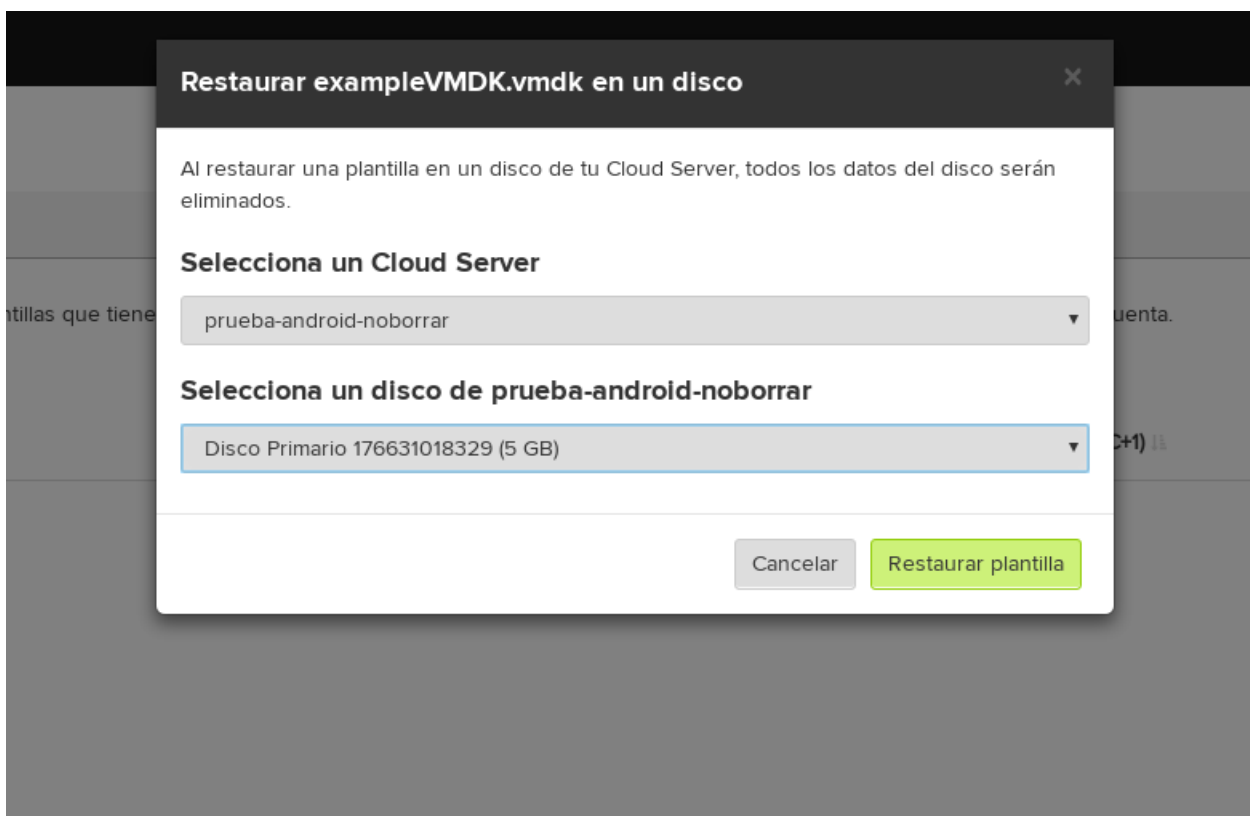 Restaurar exampleVMDK.vmdk en un disco
×
Al restaurar una plantilla en un disco de tu Cloud Server, todos los datos del disco serán
eliminados.
Selecciona un Cloud Server
ntillas que tiene
prueba-android-noborrar
uenta.
Selecciona un disco de prueba-android-noborrar
Disco Primario 176631018329 (5 GB)
C+1)
Cancelar
Restaurar plantilla